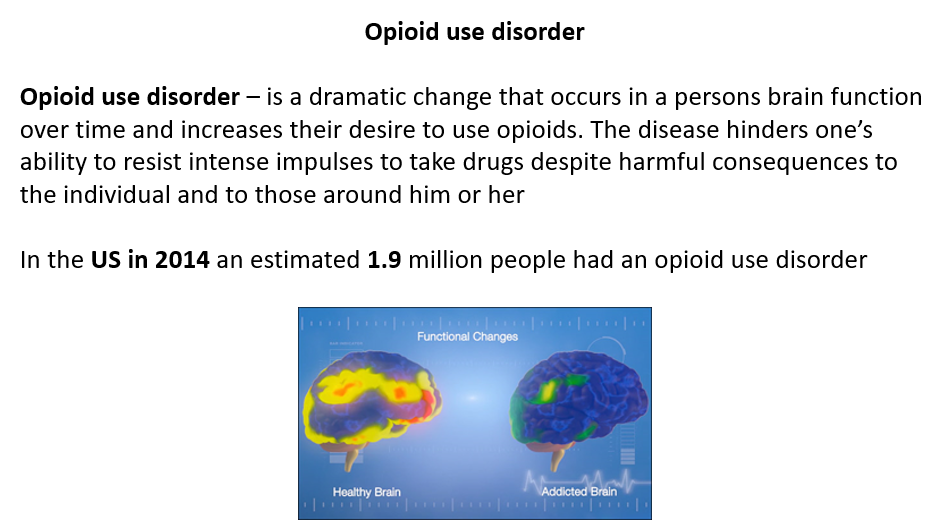 Opioid use disorder
Opioid use disorder – is a dramatic change that occurs in a persons brain function
over time and increases their desire to use opioids. The disease hinders one’s
ability to resist intense impulses to take drugs despite harmful consequences to
the individual and to those around him or her
In the US in 2014 an estimated 1.9 million people had an opioid use disorder
Functional Changes
Healthy Brain
Addicted Brain